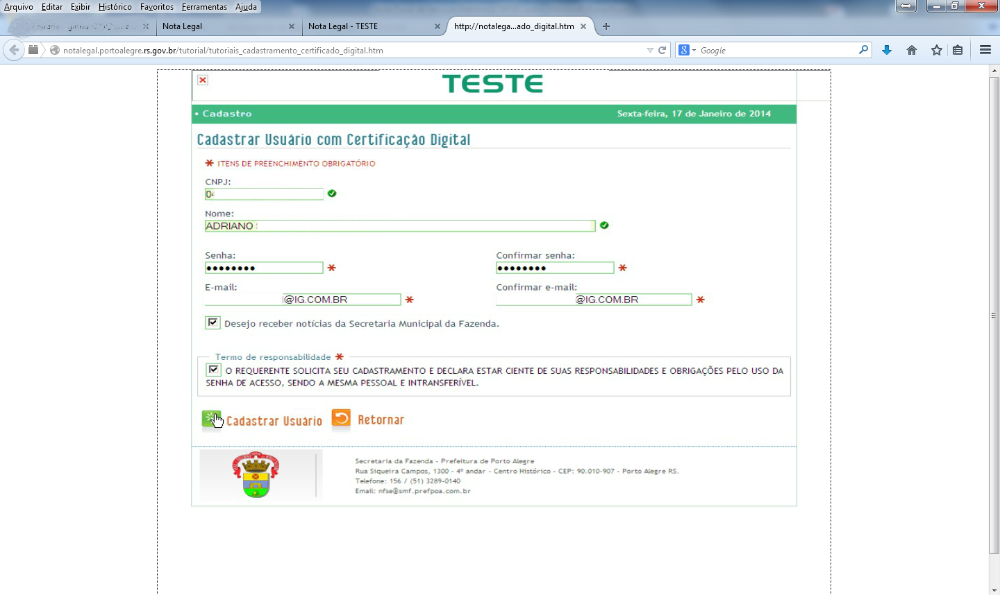 Arquivo Editar Exibir Histórico Favoritos Ferramentas Ajuda
Nota Legal
Nota Legal - TESTE
http://notalega...ado_digital.htm
notalegal.portoalegre.rs.gov.br/tutorial/tutoriais_cadastramento_certificado_digital.htm
Google
TESTE
• Cadastro
Sexta-feira, 17 de Janeiro de 2014
Cadastrar Usuário com Certificação Digital
* ITENS DE PREENCHIMENTO OBRIGATÓRIO
CNPJ:
04
Nome:
ADRIANO
Senha: Confirmar senha:
•••••••• * •••••••• *
E-mail: Confirmar e-mail:
@IG.COM.BR * @IG.COM.BR *
Desejo receber notícias da Secretaria Municipal da Fazenda.
Termo de responsabilidade *
O REQUERENTE SOLICITA SEU CADASTRAMENTO E DECLARA ESTAR CIENTE DE SUAS RESPONSABILIDADES E OBRIGAÇÕES PELO USO DA
SENHA DE ACESSO, SENDO A MESMA PESSOAL E INTRANSFERÍVEL.
Cadastrar Usuário Retornar
Secretaria da Fazenda - Prefeitura de Porto Alegre
Rua Siqueira Campos, 1300 - 4º andar - Centro Histórico - CEP: 90.010-907 - Porto Alegre RS.
Telefone: 156 / (51) 3289-0140
Email: nfse@smf.prefpoa.com.br